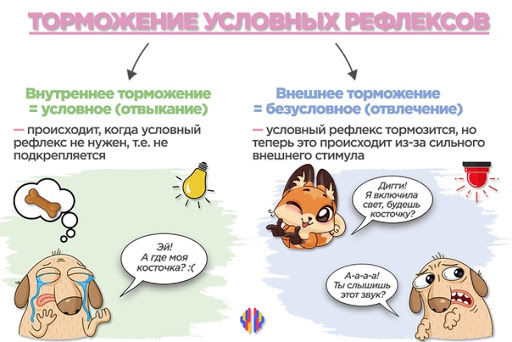 ТОРМОЖЕНИЕ УСЛОВНЫХ РЕФЛЕКСОВ
Внутреннее торможение
= условное (отвыкание)
— происходит, когда условный
рефлекс не нужен, т.е. не
подкрепляется
Эй!
А где моя
косточка? :(
Внешнее торможение
= безусловное (отвлечение)
— условный рефлекс тормозится, но
теперь это происходит из-за сильного
внешнего стимула
Дигги!
Я включила
свет, будешь
косточку?
А-а-а-а!
Ты слышишь
этот звук?